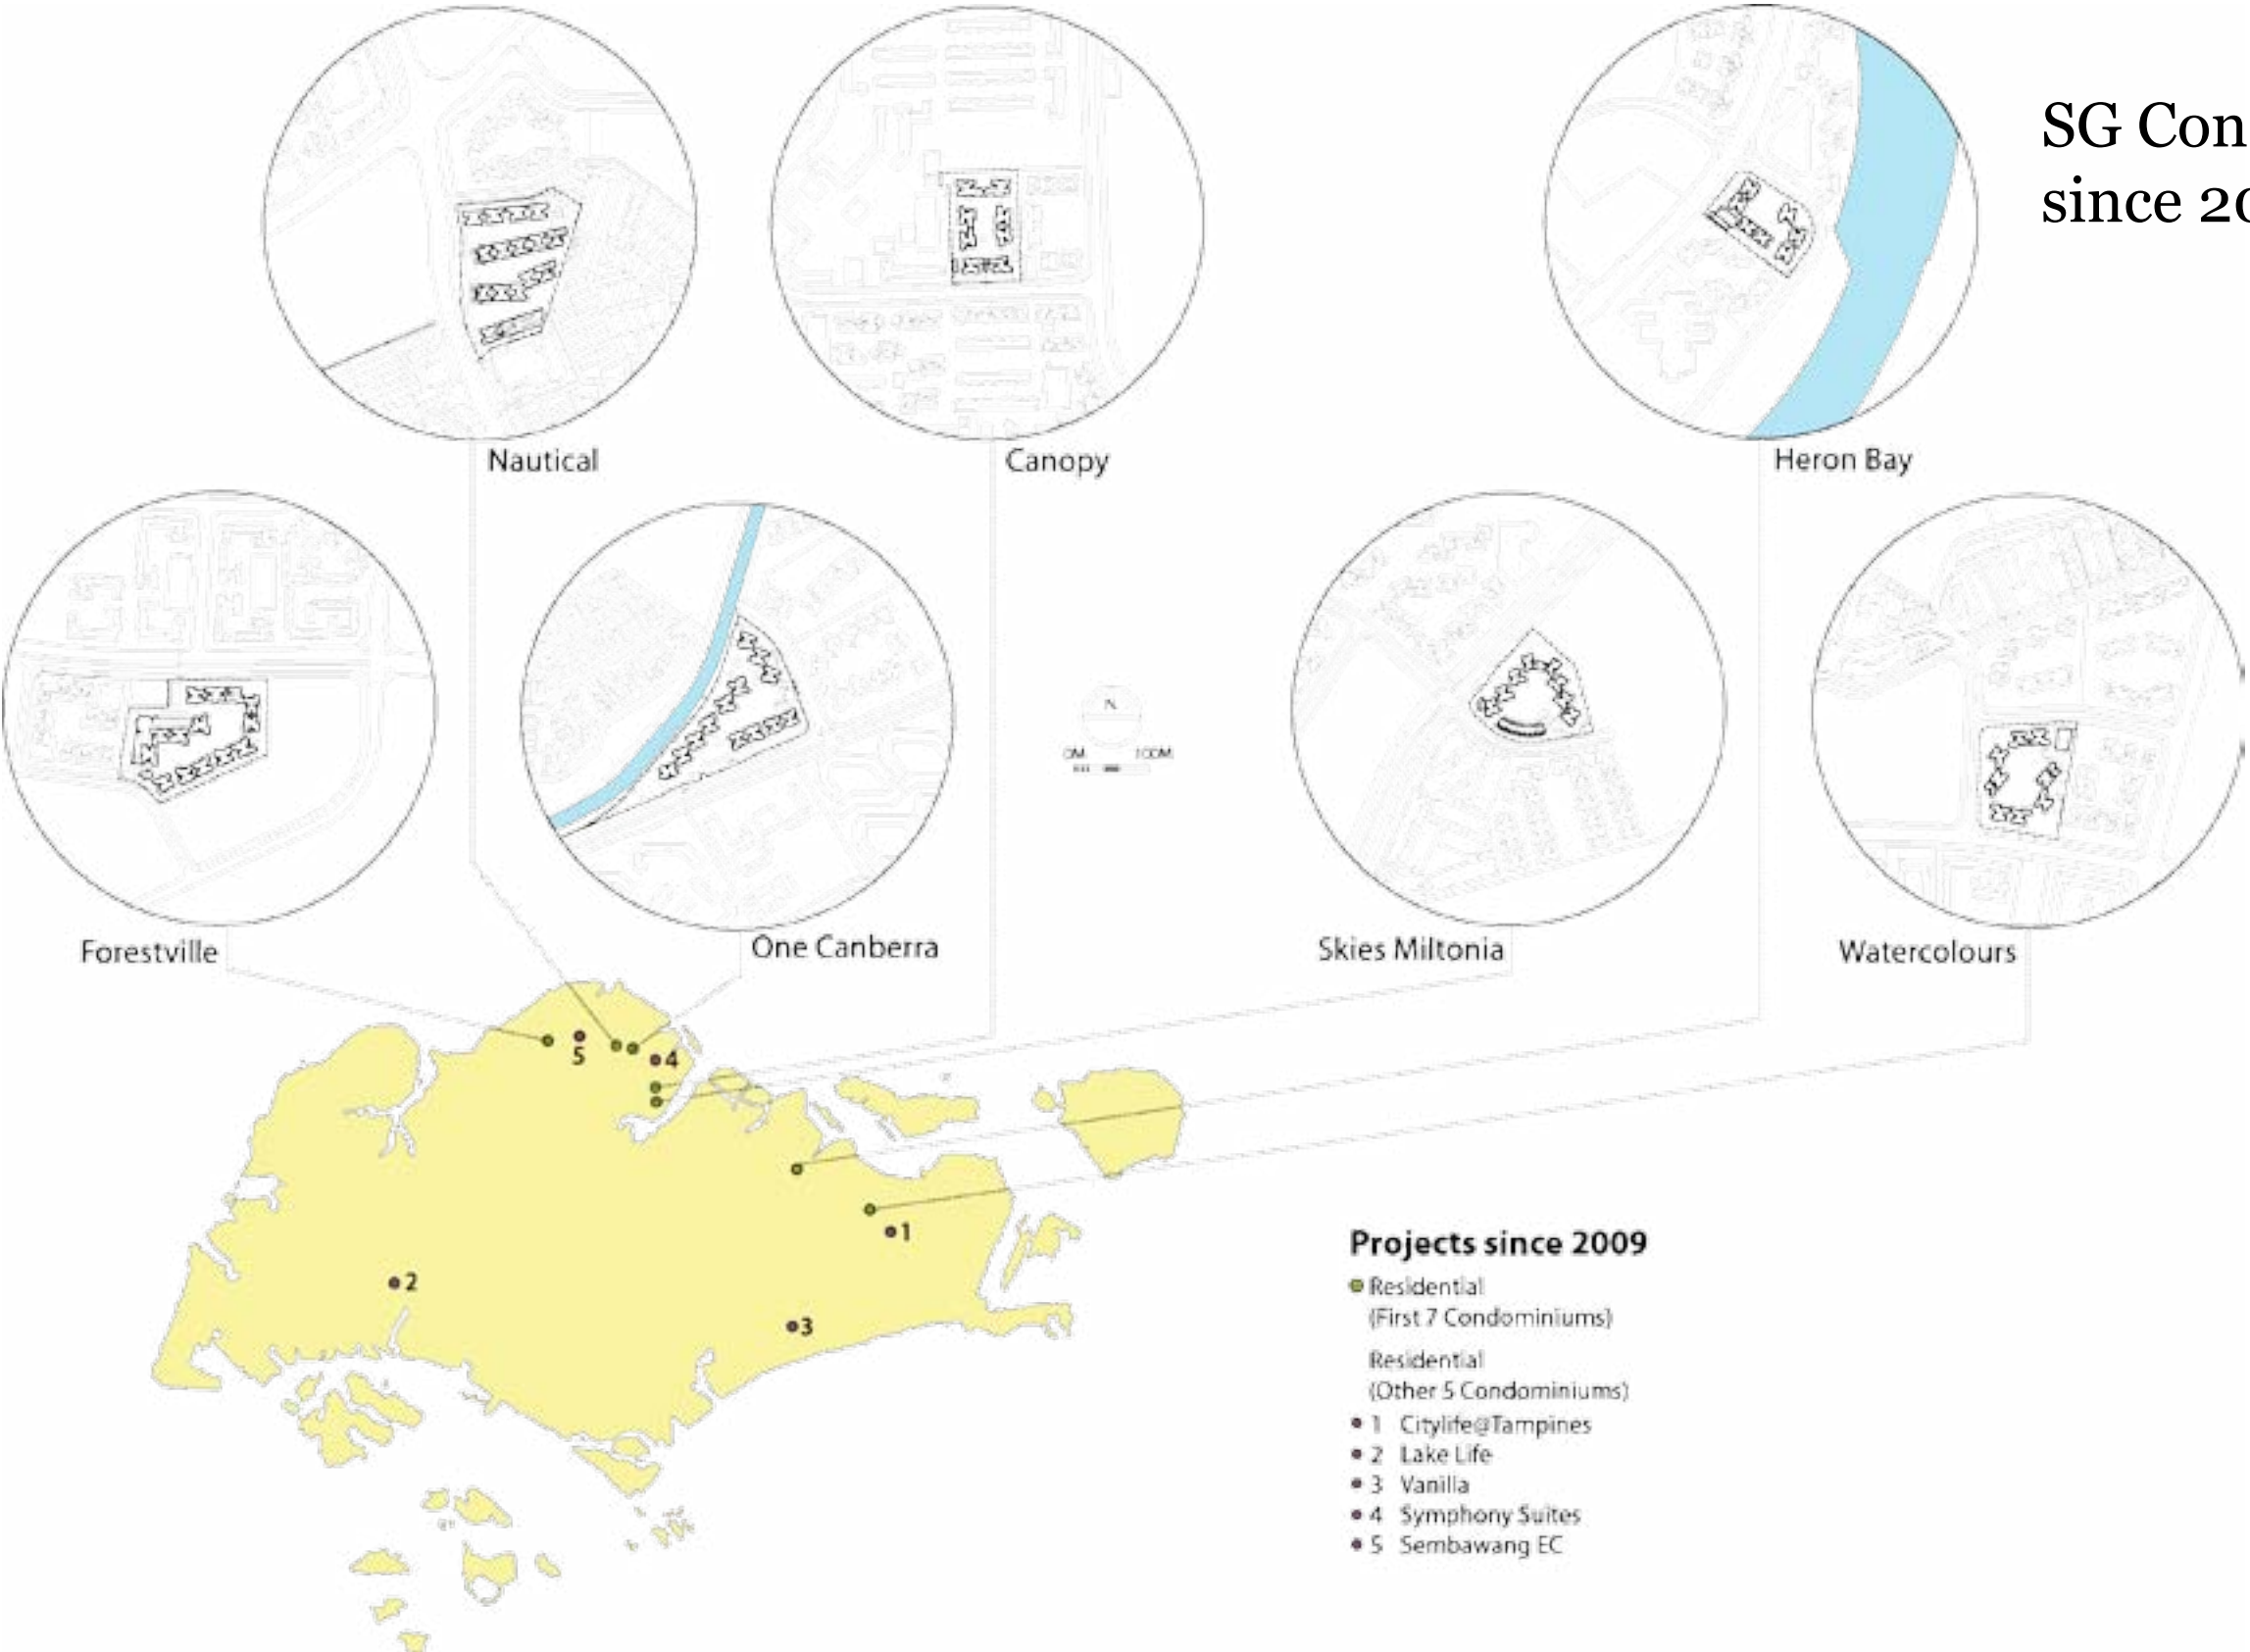 SG Con
since 20
Nautical
Canopy
Heron Bay
N
0M 100M
Forestville
One Canberra
Skies Miltonia
Watercolours
5
4
1
2
3
Projects since 2009
Residential
(First 7 Condominiums)
Residential
(Other 5 Condominiums)
1 Citylife@Tampines
2 Lake Life
3 Vanilla
4 Symphony Suites
5 Sembawang EC